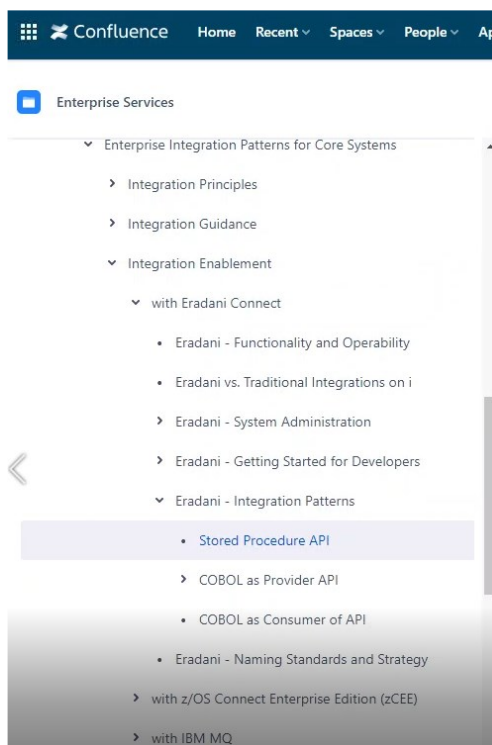 Confluence Home Recent Spaces People Ap
Enterprise Services
Enterprise Integration Patterns for Core Systems
Integration Principles
Integration Guidance
Integration Enablement
with Eradani Connect
Eradani - Functionality and Operability
Eradani vs. Traditional Integrations on i
Eradani - System Administration
Eradani - Getting Started for Developers
Eradani - Integration Patterns
Stored Procedure API
COBOL as Provider API
COBOL as Consumer of API
Eradani - Naming Standards and Strategy
with z/OS Connect Enterprise Edition (zCEE)
with IBM MQ